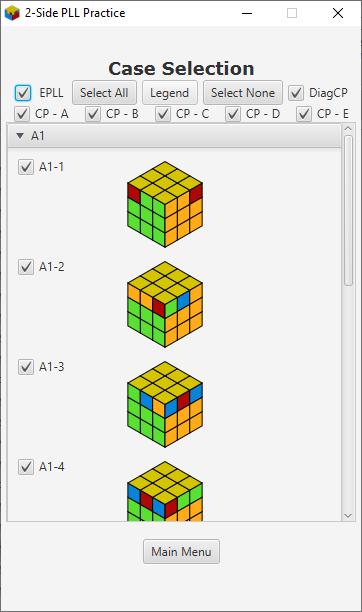 2-Side PLL Practice
Case Selection
EPLL Select All Legend Select None DiagCP
CP - A CP - B CP - C CP - D CP - E
A1
A1-1
A1-2
A1-3
A1-4
Main Menu